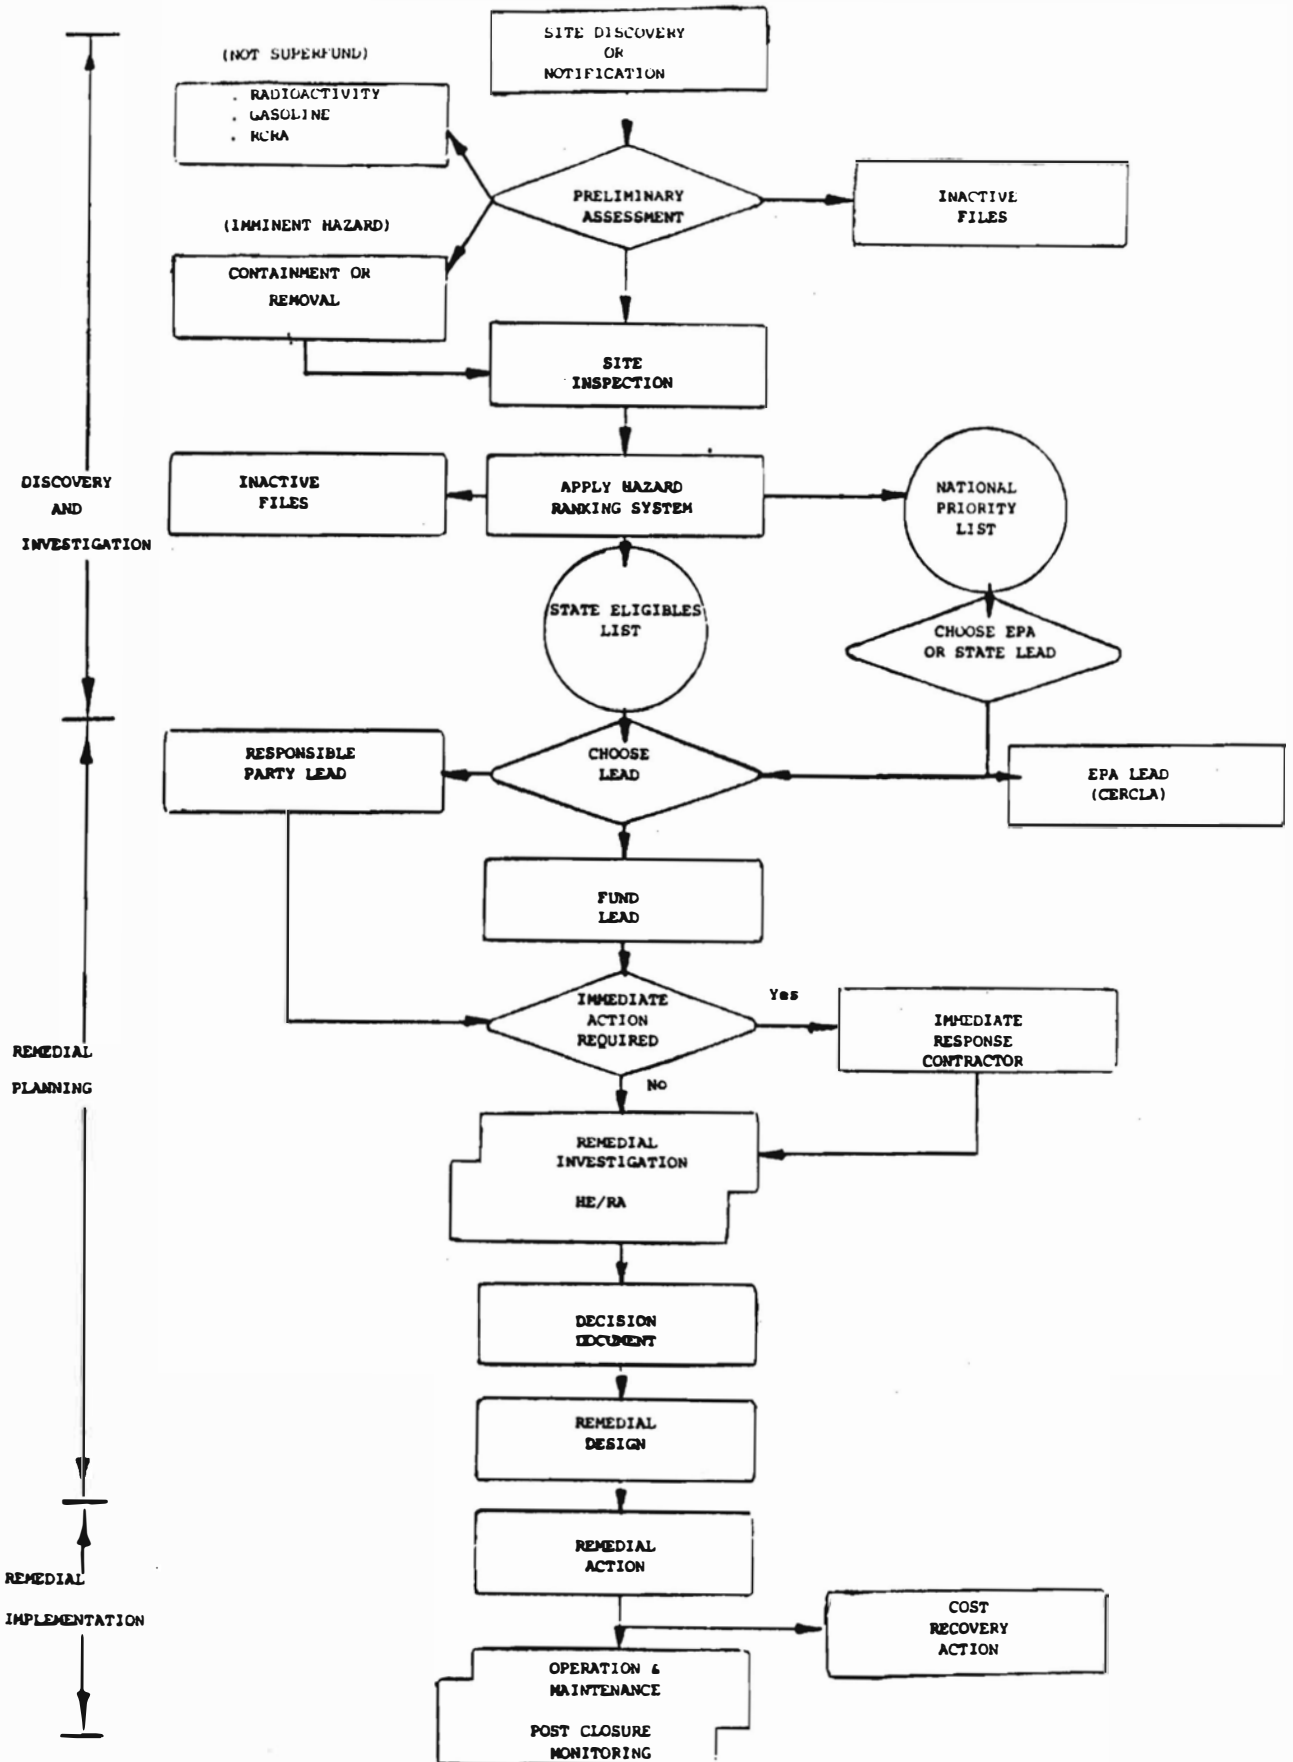 SITE DISCOVERY
OR
NOTIFICATION
(NOT SUPERFUND)
. RADIOACTIVITY
. GASOLINE
. RCRA
PRELIMINARY
ASSESSMENT
INACTIVE
FILES
(IMMINENT HAZARD)
CONTAINMENT OR
REMOVAL
SITE
INSPECTION
DISCOVERY
AND
INVESTIGATION
INACTIVE
FILES
APPLY HAZARD
RANKING SYSTEM
NATIONAL
PRIORITY
LIST
STATE ELIGIBLES
LIST
CHOOSE EPA
OR STATE LEAD
RESPONSIBLE
PARTY LEAD
CHOOSE
LEAD
EPA LEAD
(CERCLA)
FUND
LEAD
IMMEDIATE
ACTION
REQUIRED
Yes
IMMEDIATE
RESPONSE
CONTRACTOR
No
REMEDIAL
PLANNING
REMEDIAL
INVESTIGATION
HE/RA
DECISION
DOCUMENT
REMEDIAL
DESIGN
REMEDIAL
ACTION
REMEDIAL
IMPLEMENTATION
COST
RECOVERY
ACTION
OPERATION &
MAINTENANCE
POST CLOSURE
MONITORING